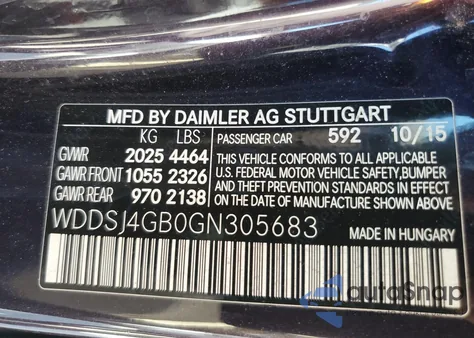 MFD BY DAIMLER AG STUTTGART
KG LBS PASSENGER CAR 592 10/15
GVWR 2025 4464 THIS VEHICLE CONFORMS TO ALL APPLICABLE
GAWR FRONT 1055 2326 U.S. FEDERAL MOTOR VEHICLE SAFETY,BUMPER
GAWR REAR 970 2138 AND THEFT PREVENTION STANDARDS IN EFFECT
ON THE DATE OF MANUFACTURE SHOWN ABOVE
WDDSJ4GB0GN305683 MADE IN HUNGARY
autoSnap